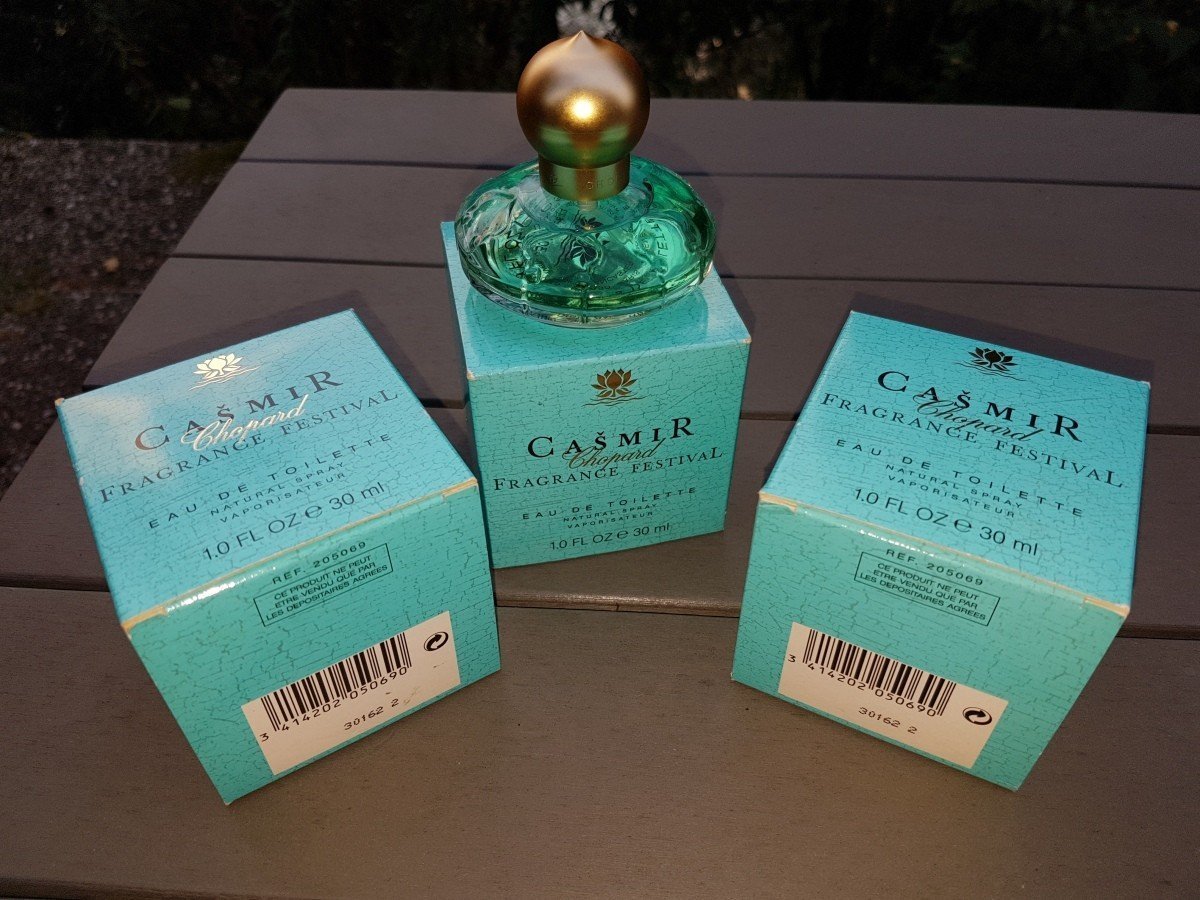 CAŠMIR
Chopard
FRAGRANCE FESTIVAL
EAU DE TOILETTE
NATURAL SPRAY
VAPORISATEUR
1.0 FL OZ e 30 ml
REF. 205069
CE PRODUIT NE PEUT
ETRE VENDU QUE PAR
LES DEPOSITAIRES AGREES
3 414202 050690
30162 2
CAŠMIR
Chopard
FRAGRANCE FESTIVAL
EAU DE TOILETTE
NATURAL SPRAY
VAPORISATEUR
1.0 FL OZ e 30 ml
CAŠMIR
Chopard
FRAGRANCE FESTIVAL
EAU DE TOILETTE
NATURAL SPRAY
VAPORISATEUR
1.0 FL OZ e 30 ml
REF. 205069
CE PRODUIT NE PEUT
ETRE VENDU QUE PAR
LES DEPOSITAIRES AGREES
3 414202 050690
30162 2